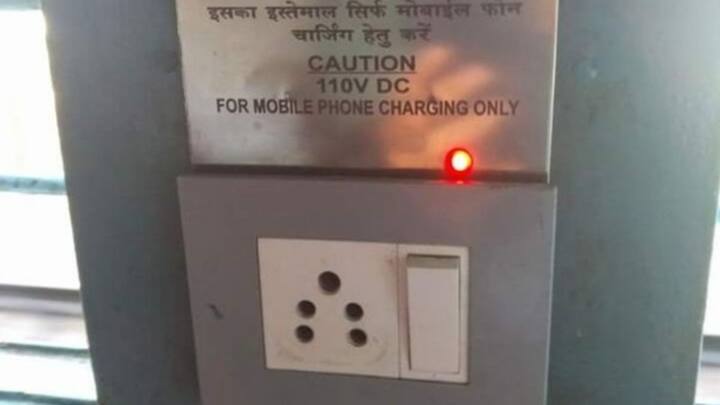 इसका इस्तेमाल सिर्फ मोबाईल फोन
चार्जिंग हेतु करें
CAUTION
110V DC
FOR MOBILE PHONE CHARGING ONLY